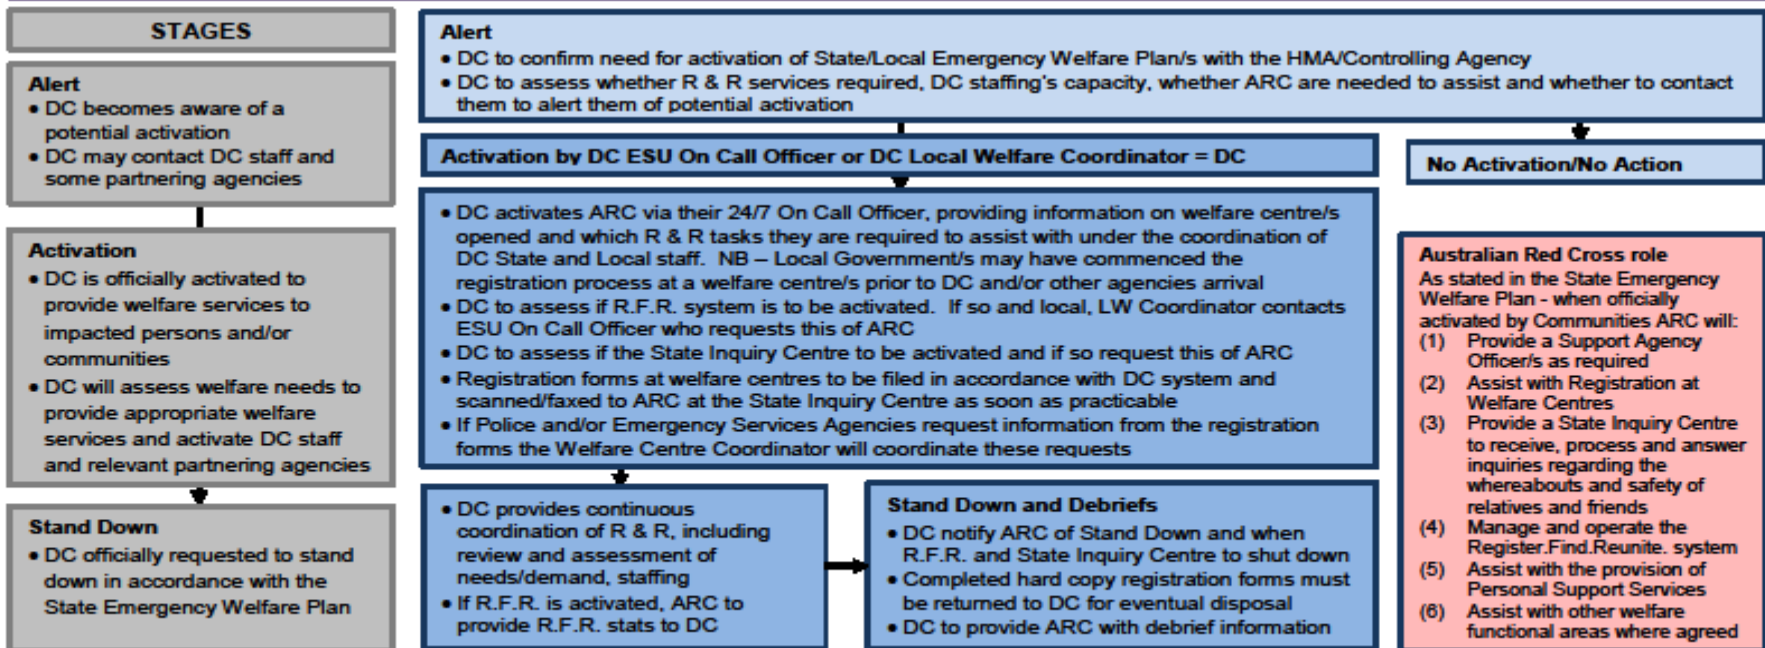 STAGES
Alert
• DC becomes aware of a
potential activation
• DC may contact DC staff and
some partnering agencies
Activation
• DC is officially activated to
provide welfare services to
impacted persons and/or
communities
• DC will assess welfare needs to
provide appropriate welfare
services and activate DC staff
and relevant partnering agencies
Stand Down
• DC officially requested to stand
down in accordance with the
State Emergency Welfare Plan
Alert
• DC to confirm need for activation of State/Local Emergency Welfare Plan/s with the HMA/Controlling Agency
• DC to assess whether R & R services required, DC staffing's capacity, whether ARC are needed to assist and whether to contact
them to alert them of potential activation
Activation by DC ESU On Call Officer or DC Local Welfare Coordinator = DC
No Activation/No Action
• DC activates ARC via their 24/7 On Call Officer, providing information on welfare centre/s
opened and which R & R tasks they are required to assist with under the coordination of
DC State and Local staff. NB – Local Government/s may have commenced the
registration process at a welfare centre/s prior to DC and/or other agencies arrival
• DC to assess if R.F.R. system is to be activated. If so and local, LW Coordinator contacts
ESU On Call Officer who requests this of ARC
• DC to assess if the State Inquiry Centre to be activated and if so request this of ARC
• Registration forms at welfare centres to be filed in accordance with DC system and
scanned/faxed to ARC at the State Inquiry Centre as soon as practicable
• If Police and/or Emergency Services Agencies request information from the registration
forms the Welfare Centre Coordinator will coordinate these requests
• DC provides continuous
coordination of R & R, including
review and assessment of
needs/demand, staffing
• If R.F.R. is activated, ARC to
provide R.F.R. stats to DC
Stand Down and Debriefs
• DC notify ARC of Stand Down and when
R.F.R. and State Inquiry Centre to shut down
• Completed hard copy registration forms must
be returned to DC for eventual disposal
• DC to provide ARC with debrief information
Australian Red Cross role
As stated in the State Emergency
Welfare Plan - when officially
activated by Communities ARC will:
(1) Provide a Support Agency
Officer/s as required
(2) Assist with Registration at
Welfare Centres
(3) Provide a State Inquiry Centre
to receive, process and answer
inquiries regarding the
whereabouts and safety of
relatives and friends
(4) Manage and operate the
Register.Find.Reunite. system
(5) Assist with the provision of
Personal Support Services
(6) Assist with other welfare
functional areas where agreed